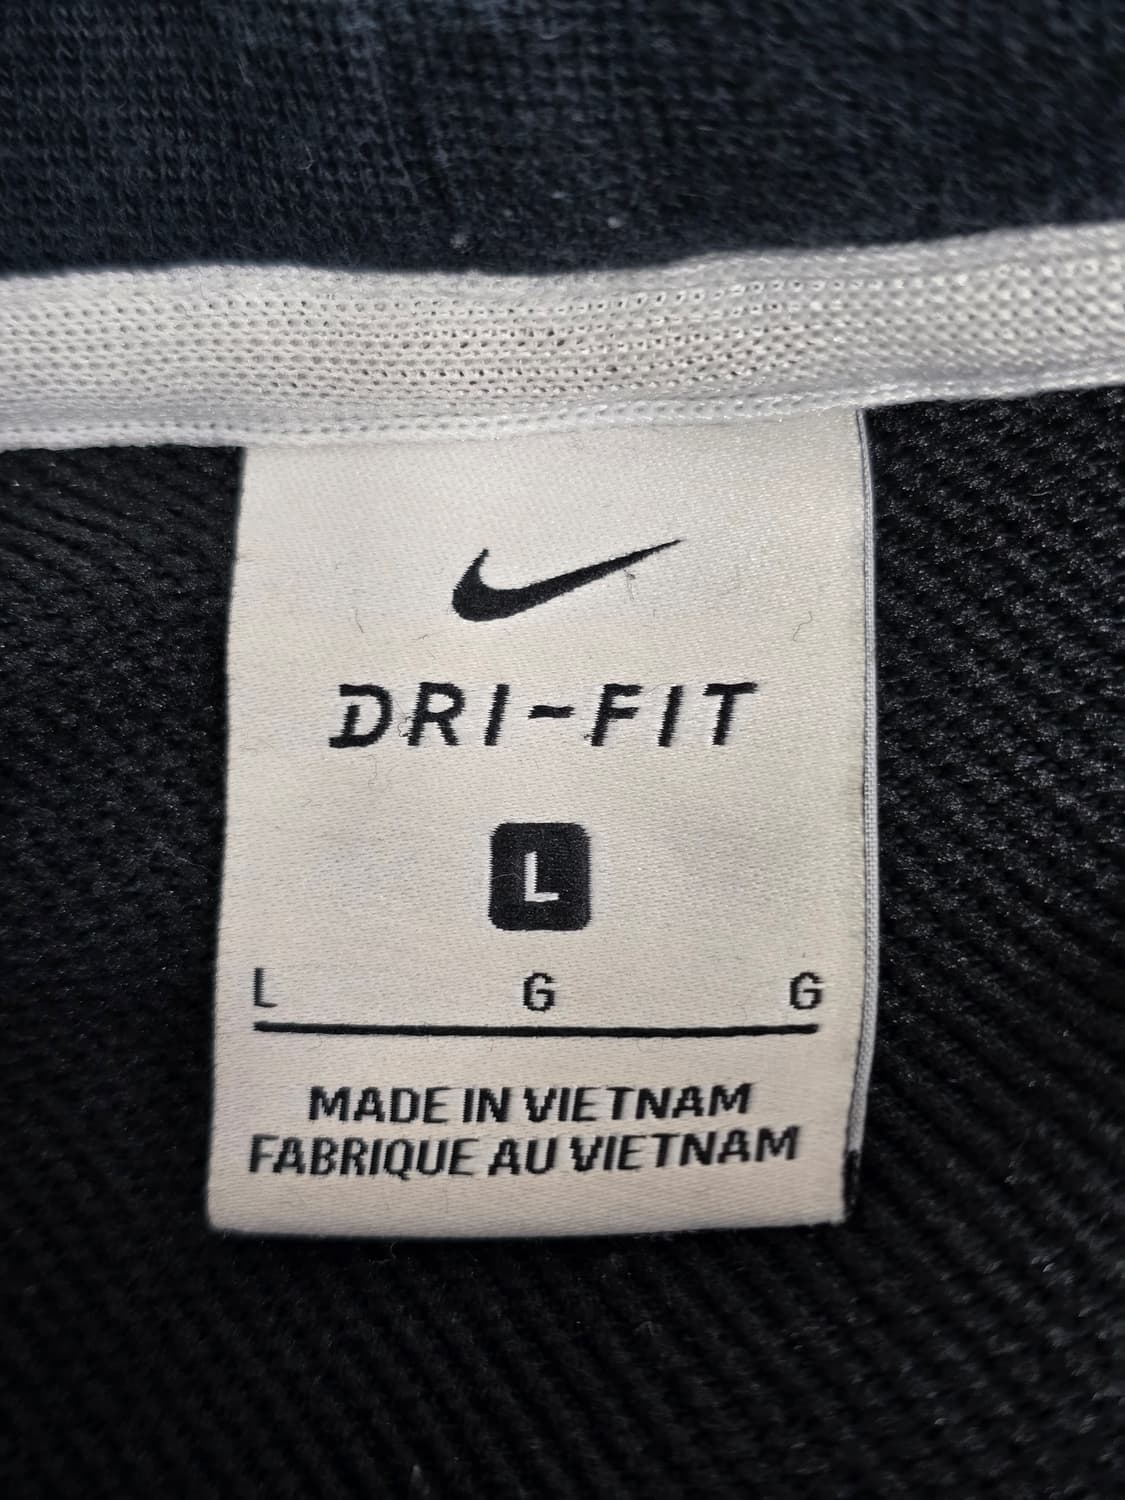 DRI-FIT
L
L G G
MADE IN VIETNAM
FABRIQUE AU VIETNAM